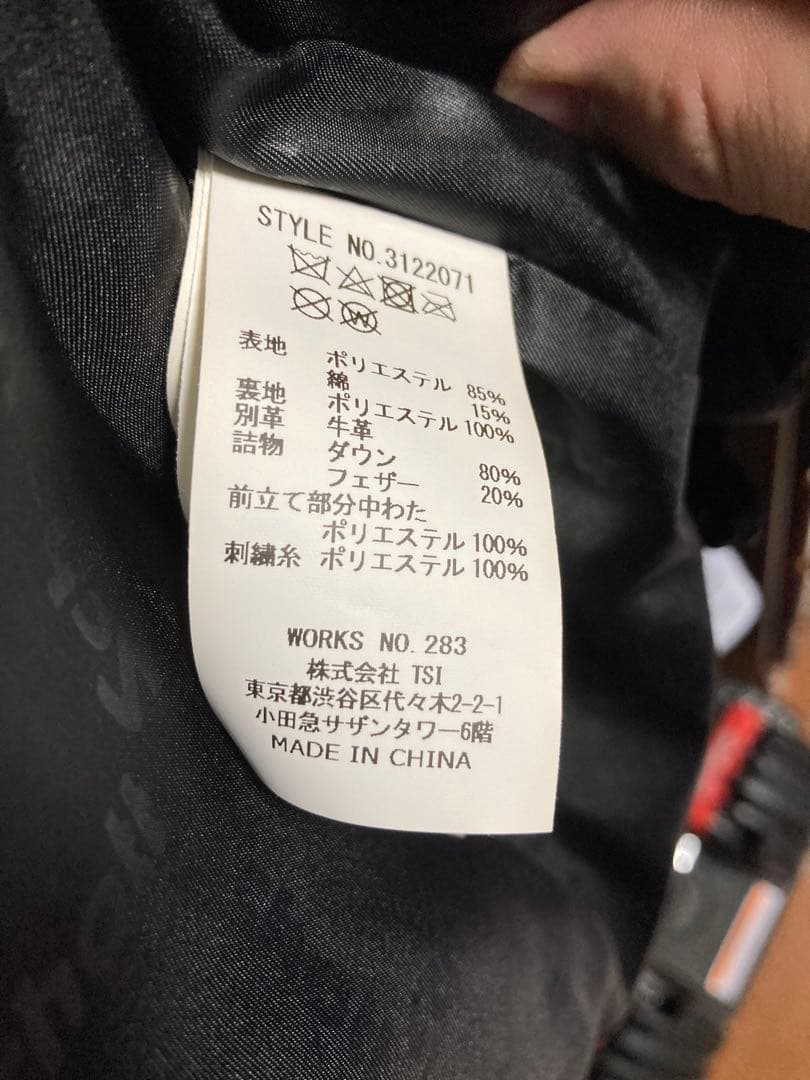 STYLE NO.3122071
W
表地 ポリエステル 85%
綿 15%
裏地 ポリエステル 100%
別革 牛革
詰物 ダウン 80%
フェザー 20%
前立て部分中わた
ポリエステル 100%
刺繍糸 ポリエステル 100%
WORKS NO. 283
株式会社 TSI
東京都渋谷区代々木2-2-1
小田急サザンタワー6階
MADE IN CHINA